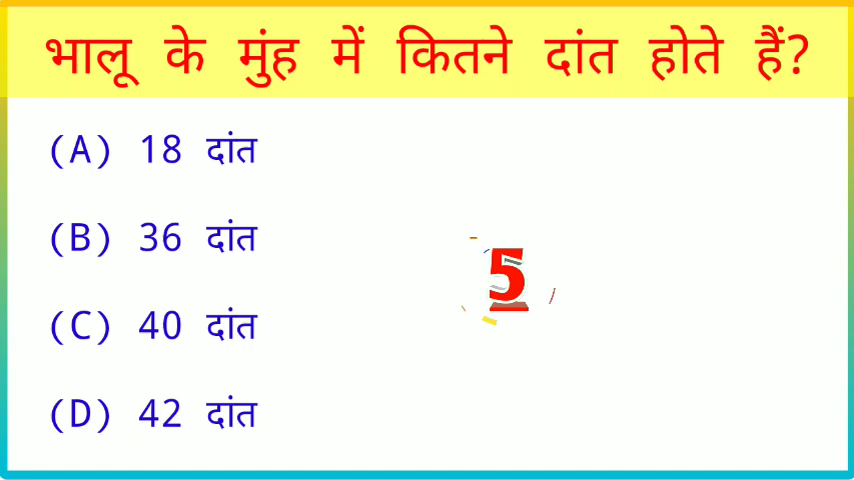 भालू के मुंह में कितने दांत होते हैं?
(A) 18 दांत
(B) 36 दांत
5
(C) 40 दांत
(D) 42 दांत